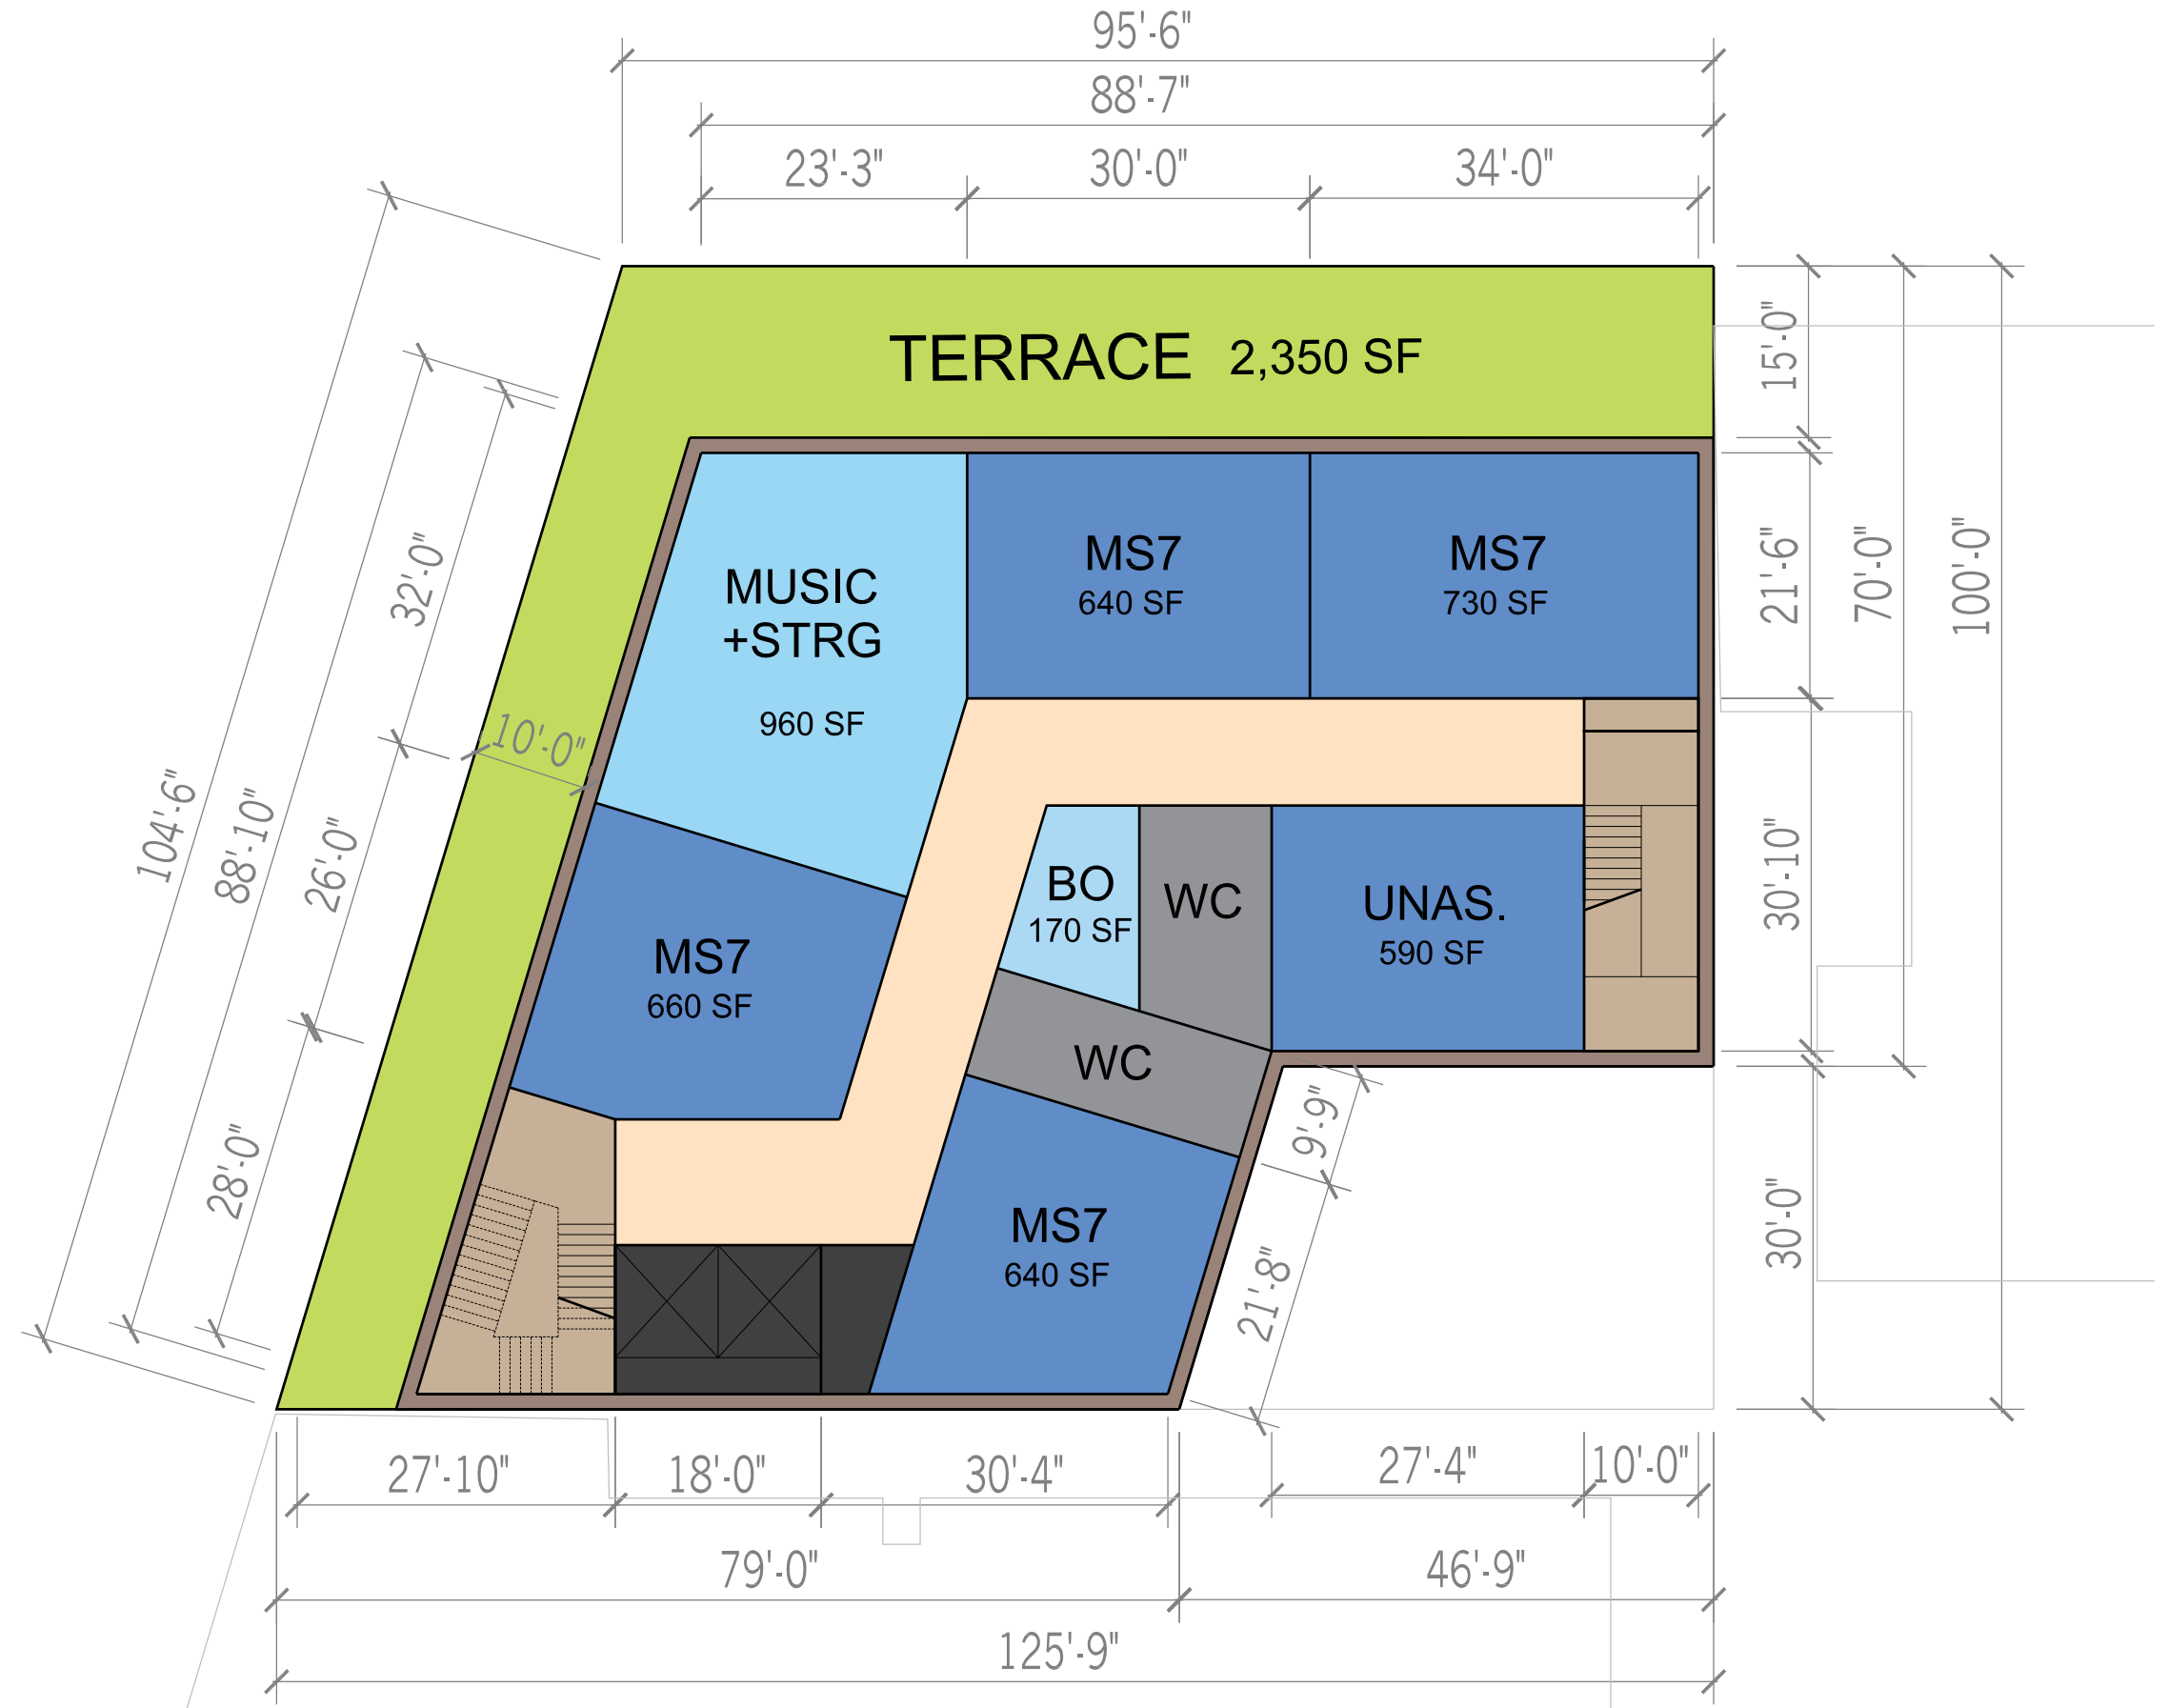 95'-6"
88'-7"
23'-3"
30'-0"
34'-0"
TERRACE 2,350 SF
15'-0"
32'-0"
MUSIC
+STRG
960 SF
MS7
640 SF
MS7
730 SF
21'-6"
70'-0"
100'-0"
10'-0"
104'-6"
88'-10"
26'-0"
MS7
660 SF
BO
170 SF
WC
UNAS.
590 SF
30'-10"
WC
9'-9"
28'-0"
MS7
640 SF
21'-8"
30'-0"
27'-10"
18'-0"
30'-4"
27'-4"
10'-0"
79'-0"
46'-9"
125'-9"